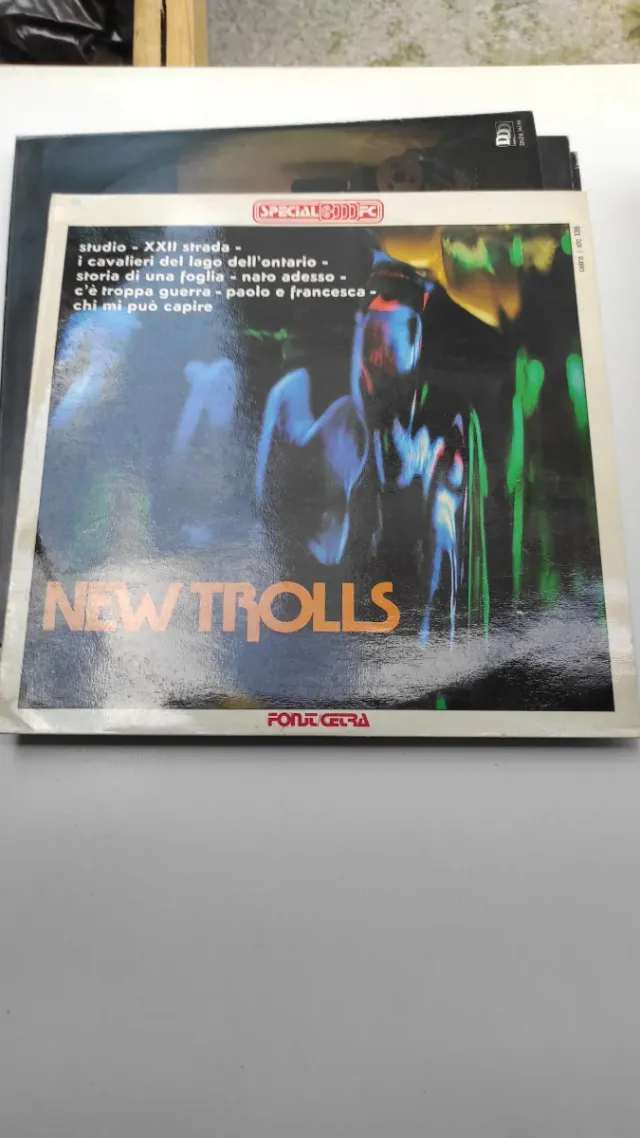 SPECIAL 3000 FC
studio - XXII strada -
i cavalieri del lago dell'ontario -
storia di una foglia - nato adesso -
c'è troppa guerra - paolo e francesca -
chi mi può capire
NEW TROLLS
FONIT/CETRA